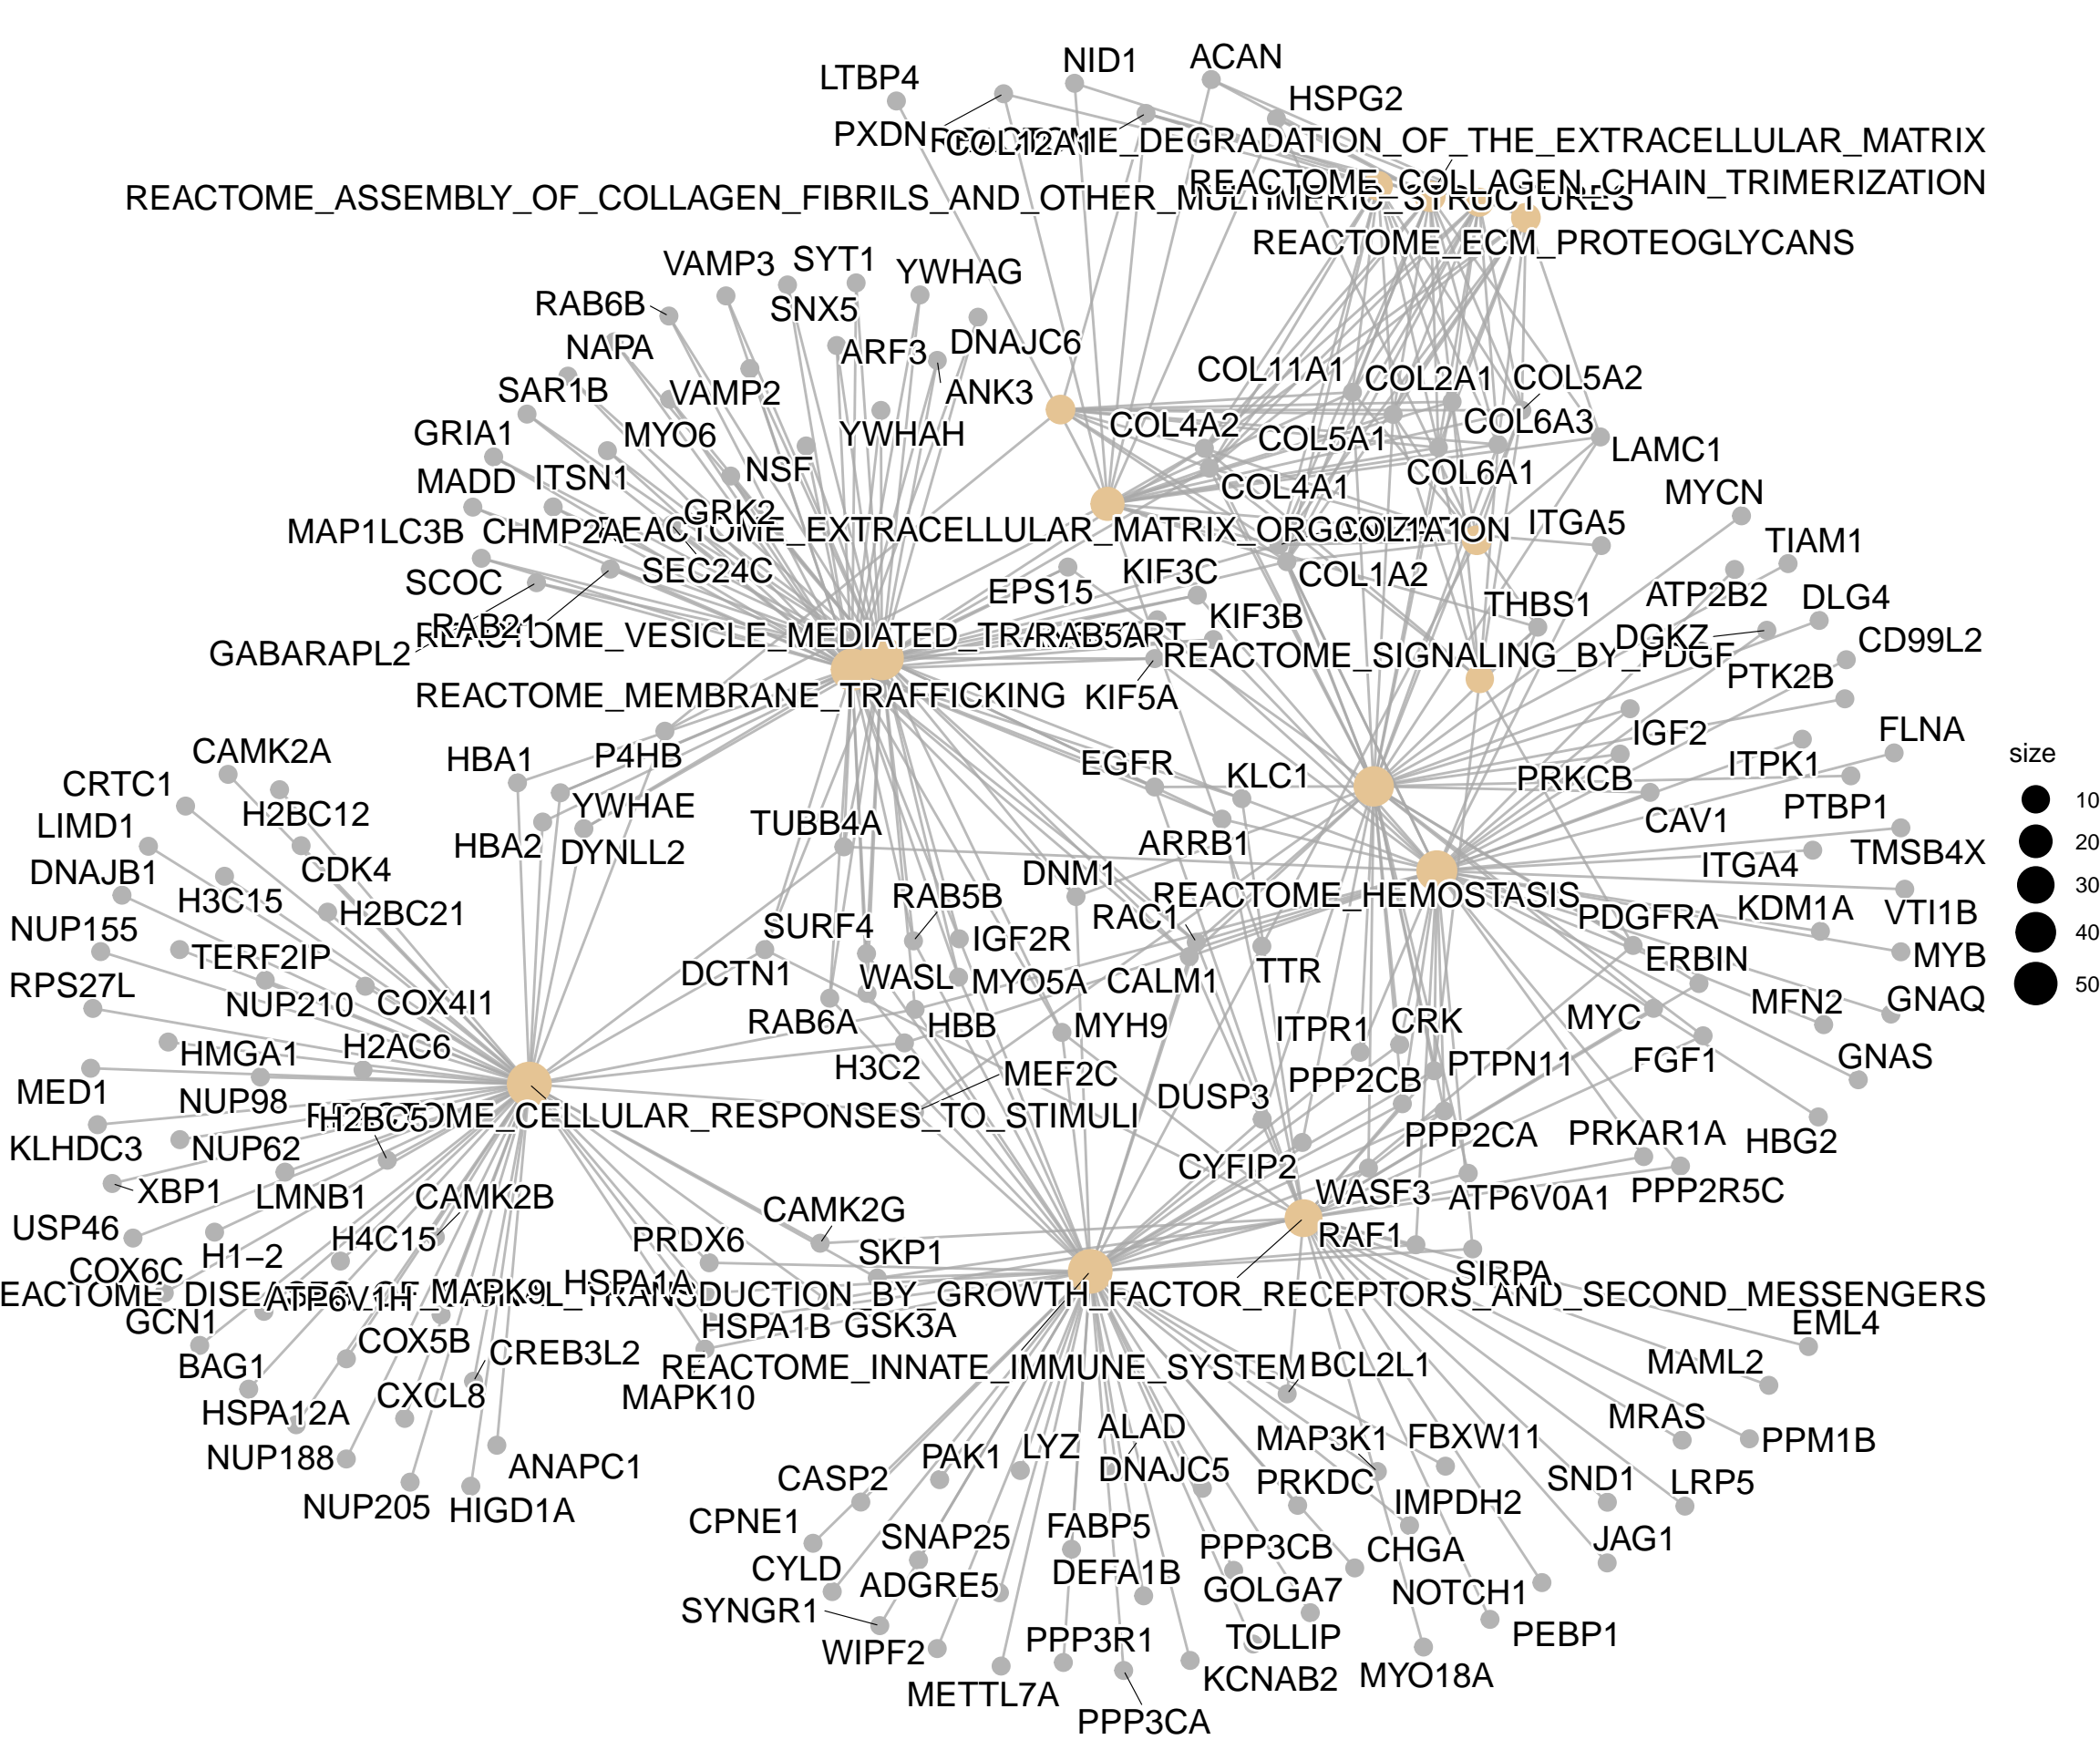 NID1
ACAN
LTBP4
HSPG2
PXDN
COL12A1
REACTOME_DEGRADATION_OF_THE_EXTRACELLULAR_MATRIX
REACTOME_COLLAGEN_CHAIN_TRIMERIZATION
REACTOME_ASSEMBLY_OF_COLLAGEN_FIBRILS_AND_OTHER_MULTIMERIC_STRUCTURES
REACTOME_ECM_PROTEOGLYCANS
VAMP3
SYT1
YWHAG
RAB6B
SNX5
NAPA
ARF3
DNAJC6
SAR1B
VAMP2
ANK3
COL11A1
COL2A1
COL5A2
GRIA1
MYO6
YWHAH
COL4A2
COL5A1
COL6A3
LAMC1
MADD
ITSN1
NSF
COL4A1
COL6A1
MYCN
GRK2
MAP1LC3B
CHMP2A
REACTOME_EXTRACELLULAR_MATRIX_ORGANIZATION
COL1A1
ITGA5
TIAM1
SCOC
SEC24C
KIF3C
COL1A2
EPS15
ATP2B2
DLG4
RAB21
KIF3B
THBS1
REACTOME_VESICLE_MEDIATED_TRANSPORT
RAB5A
DGKZ
CD99L2
GABARAPL2
REACTOME_SIGNALING_BY_PDGF
PTK2B
REACTOME_MEMBRANE_TRAFFICKING
KIF5A
CAMK2A
HBA1
P4HB
IGF2
FLNA
CRTC1
EGFR
KLC1
PRKCB
ITPK1
H2BC12
YWHAE
PTBP1
LIMD1
TUBB4A
CAV1
HBA2
DYNLL2
ARRB1
TMSB4X
DNAJB1
CDK4
DNM1
ITGA4
H3C15
H2BC21
RAB5B
REACTOME_HEMOSTASIS
RAC1
PDGFRA
KDM1A
VTI1B
NUP155
SURF4
IGF2R
TERF2IP
ERBIN
MYB
RPS27L
DCTN1
WASL
MYO5A
CALM1
TTR
NUP210
COX4I1
MFN2
GNAQ
RAB6A
HBB
MYH9
ITPR1
CRK
MYC
HMGA1
H2AC6
H3C2
MEF2C
PTPN11
FGF1
GNAS
MED1
NUP98
DUSP3
PPP2CB
H2BC5
REACTOME_CELLULAR_RESPONSES_TO_STIMULI
KLHDC3
NUP62
PPP2CA
PRKAR1A
HBG2
CYFIP2
XBP1
LMNB1
CAMK2B
WASF3
ATP6V0A1
PPP2R5C
USP46
CAMK2G
H4C15
PRDX6
RAF1
H1−2
SKP1
COX6C
SIRPA
HSPA1A
ATP6V1H
MAPK9
EACTOME_DISEASES_OF_SIGNAL_TRANSDUCTION_BY_GROWTH_FACTOR_RECEPTORS_AND_SECOND_MESSENGERS
GCN1
HSPA1B
GSK3A
EML4
COX5B
BAG1
CREB3L2
REACTOME_INNATE_IMMUNE_SYSTEM
BCL2L1
MAML2
CXCL8
MAPK10
HSPA12A
MRAS
ALAD
MAP3K1
FBXW11
PPM1B
NUP188
ANAPC1
PAK1
LYZ
DNAJC5
CASP2
PRKDC
SND1
LRP5
NUP205
HIGD1A
IMPDH2
CPNE1
SNAP25
FABP5
PPP3CB
CHGA
JAG1
CYLD
ADGRE5
DEFA1B
GOLGA7
NOTCH1
SYNGR1
PPP3R1
TOLLIP
PEBP1
WIPF2
KCNAB2
MYO18A
METTL7A
PPP3CA
size
10
20
30
40
50